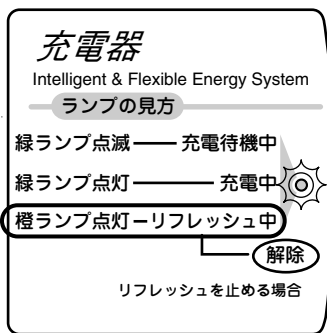 充電器
Intelligent & Flexible Energy System
ランプの見方
緑ランプ点滅 ── 充電待機中
緑ランプ点灯 ─── 充電中
橙ランプ点灯 －リフレッシュ中
解除
リフレッシュを止める場合